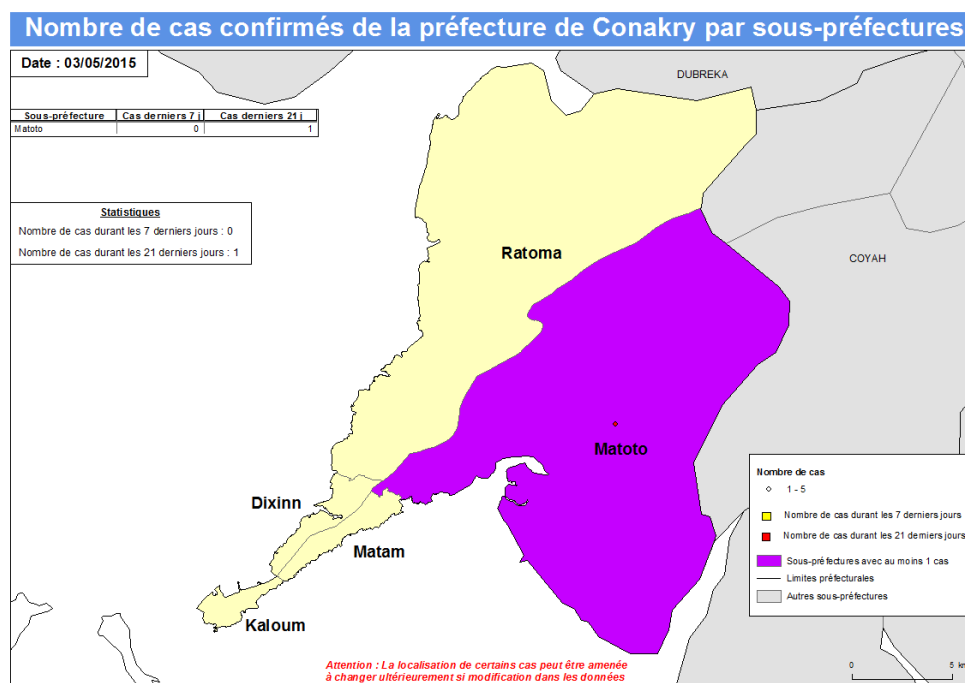 Nombre de cas confirmés de la préfecture de Conakry par sous-préfectures
Date : 03/05/2015
DUBREKA
Sous-préfecture Cas derniers 7 j Cas derniers 21 j
Matoto 0 1
Statistiques
Nombre de cas durant les 7 derniers jours : 0
Nombre de cas durant les 21 derniers jours : 1
Ratoma
COYAH
Matoto
Dixinn
Matam
Kaloum
Nombre de cas
1 - 5
Nombre de cas durant les 7 derniers jours
Nombre de cas durant les 21 derniers jours
Sous-préfectures avec au moins 1 cas
Limites préfecturales
Autres sous-préfectures
Attention : La localisation de certains cas peut être amenée
à changer ultérieurement si modification dans les données
0 5 km